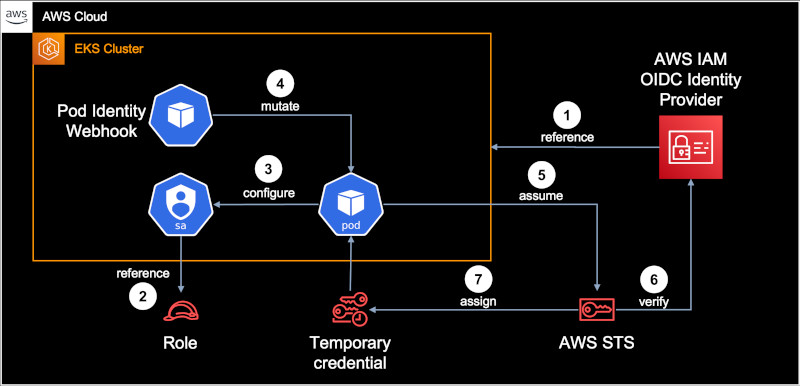 aws
AWS Cloud
EKS Cluster
K
AWS IAM
OIDC Identity
Provider
4
mutate
Pod Identity
Webhook
1
reference
3
configure
5
assume
sa
pod
reference
2
7
assign
6
verify
Role
Temporary
credential
AWS STS